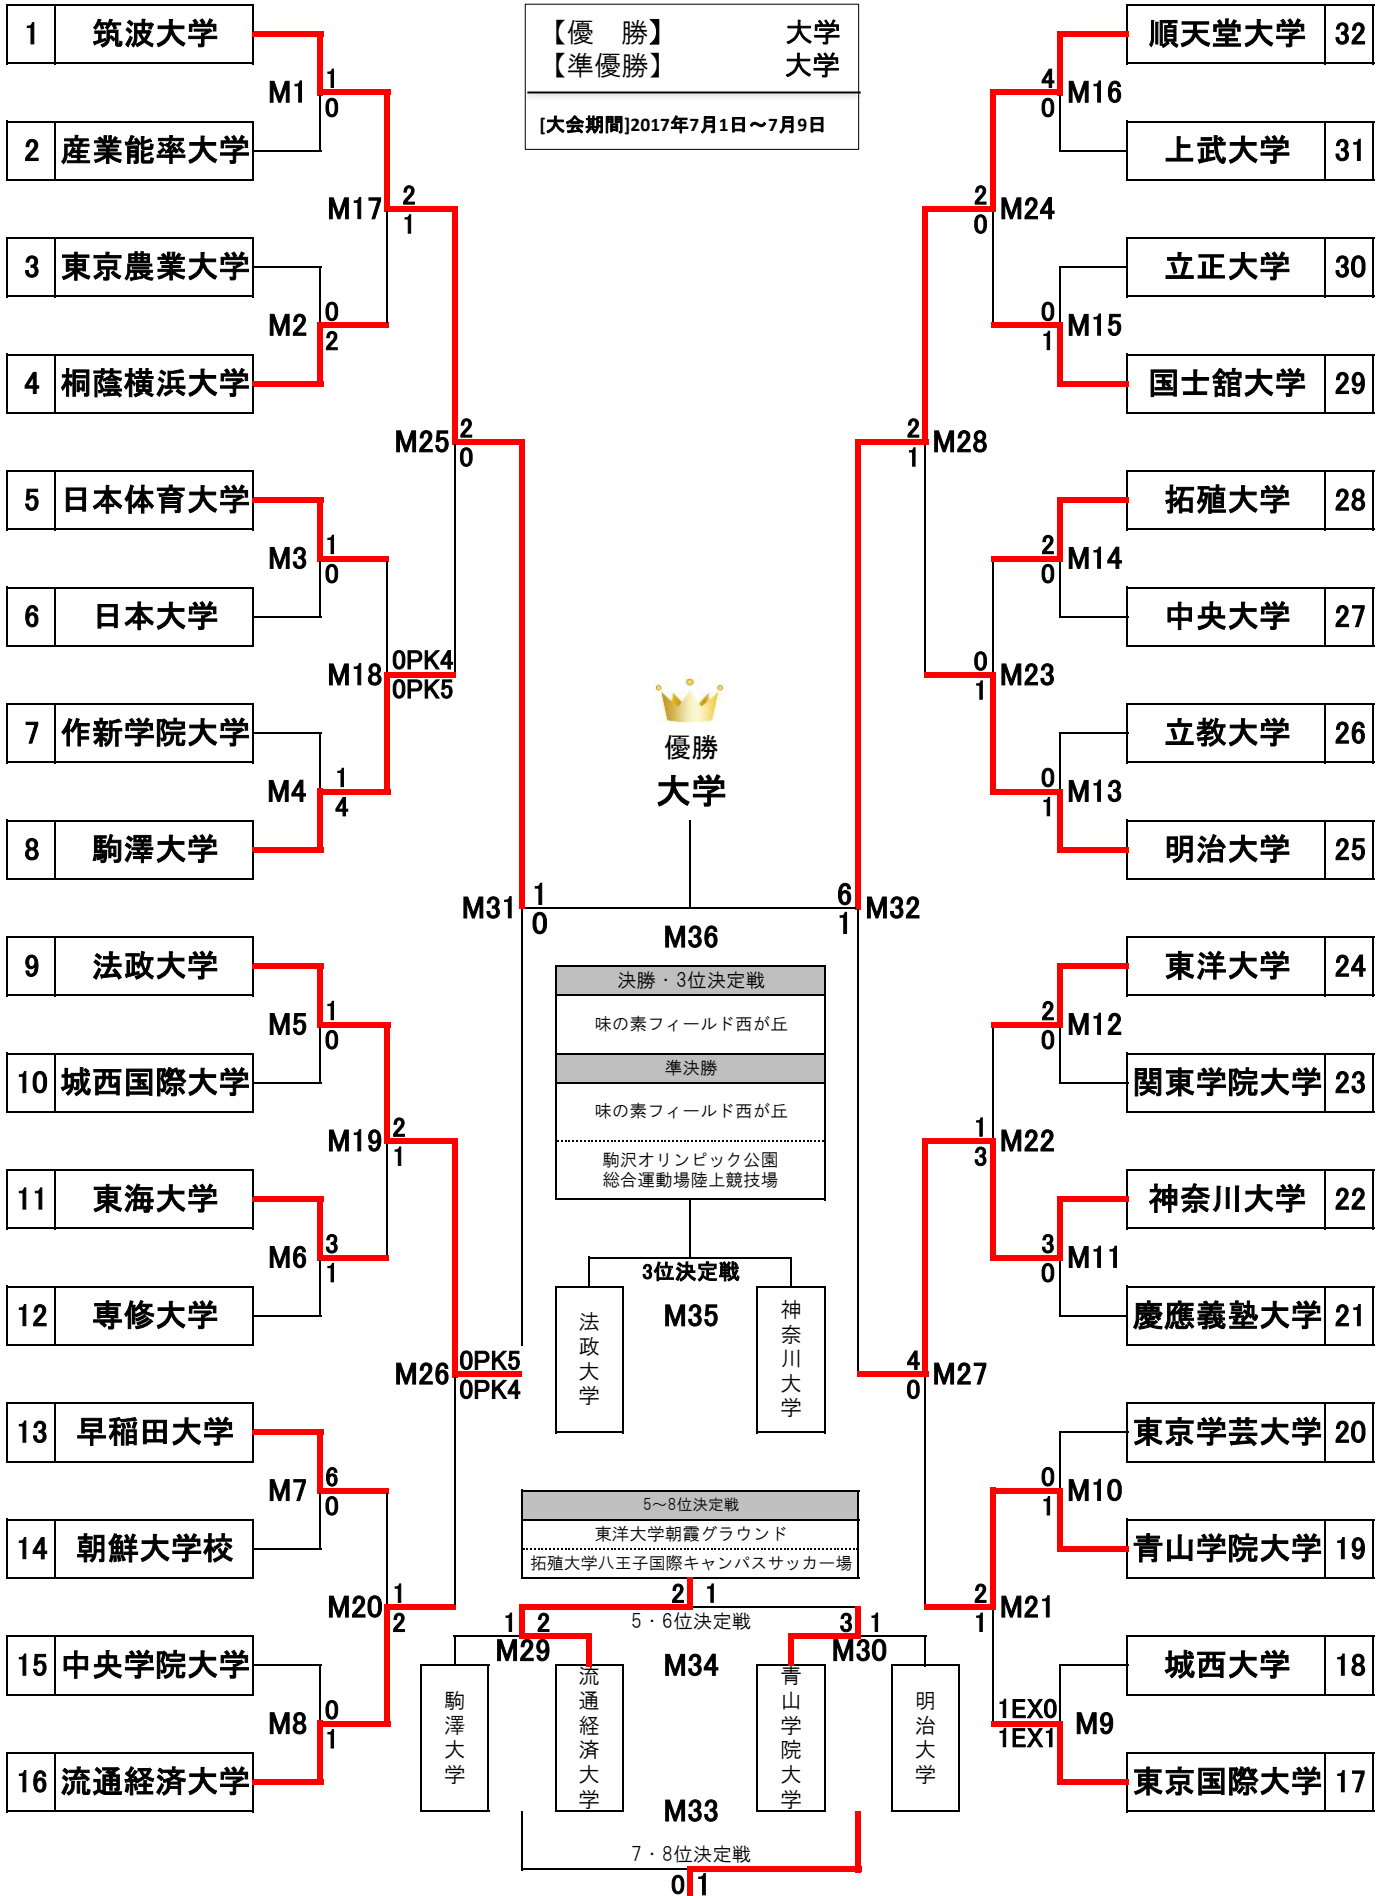 【優　勝】 大学
【準優勝】 大学
[大会期間]2017年7月1日～7月9日
1 筑波大学
M1 1
0
2 産業能率大学
M17 2
1
3 東京農業大学
M2 0
2
4 桐蔭横浜大学
M25 2
0
5 日本体育大学
M3 1
0
6 日本大学
M18 0PK4
0PK5
7 作新学院大学
M4 1
4
8 駒澤大学
M31 1
0
9 法政大学
M5 1
0
10 城西国際大学
M19 2
1
11 東海大学
M6 3
1
12 専修大学
M26 0PK5
0PK4
13 早稲田大学
M7 6
0
14 朝鮮大学校
M20 1
2
15 中央学院大学
M8 0
1
16 流通経済大学
優勝
大学
M36
決勝・3位決定戦
味の素フィールド西が丘
準決勝
味の素フィールド西が丘
駒沢オリンピック公園
総合運動場陸上競技場
3位決定戦
M35
法政大学
神奈川大学
5～8位決定戦
東洋大学朝霞グラウンド
拓殖大学八王子国際キャンパスサッカー場
2 1
5・6位決定戦
M34
1 2
M29
3 1
M30
駒澤大学
流通経済大学
青山学院大学
明治大学
M33
7・8位決定戦
0 1
順天堂大学 32
4 M16
0
上武大学 31
2 M24
0
立正大学 30
0 M15
1
国士舘大学 29
2 M28
1
拓殖大学 28
2 M14
0
中央大学 27
0 M23
1
立教大学 26
0 M13
1
明治大学 25
6 M32
1
東洋大学 24
2 M12
0
関東学院大学 23
1 M22
3
神奈川大学 22
3 M11
0
慶應義塾大学 21
4 M27
0
東京学芸大学 20
0 M10
1
青山学院大学 19
2 M21
1
城西大学 18
1EX0 M9
1EX1
東京国際大学 17